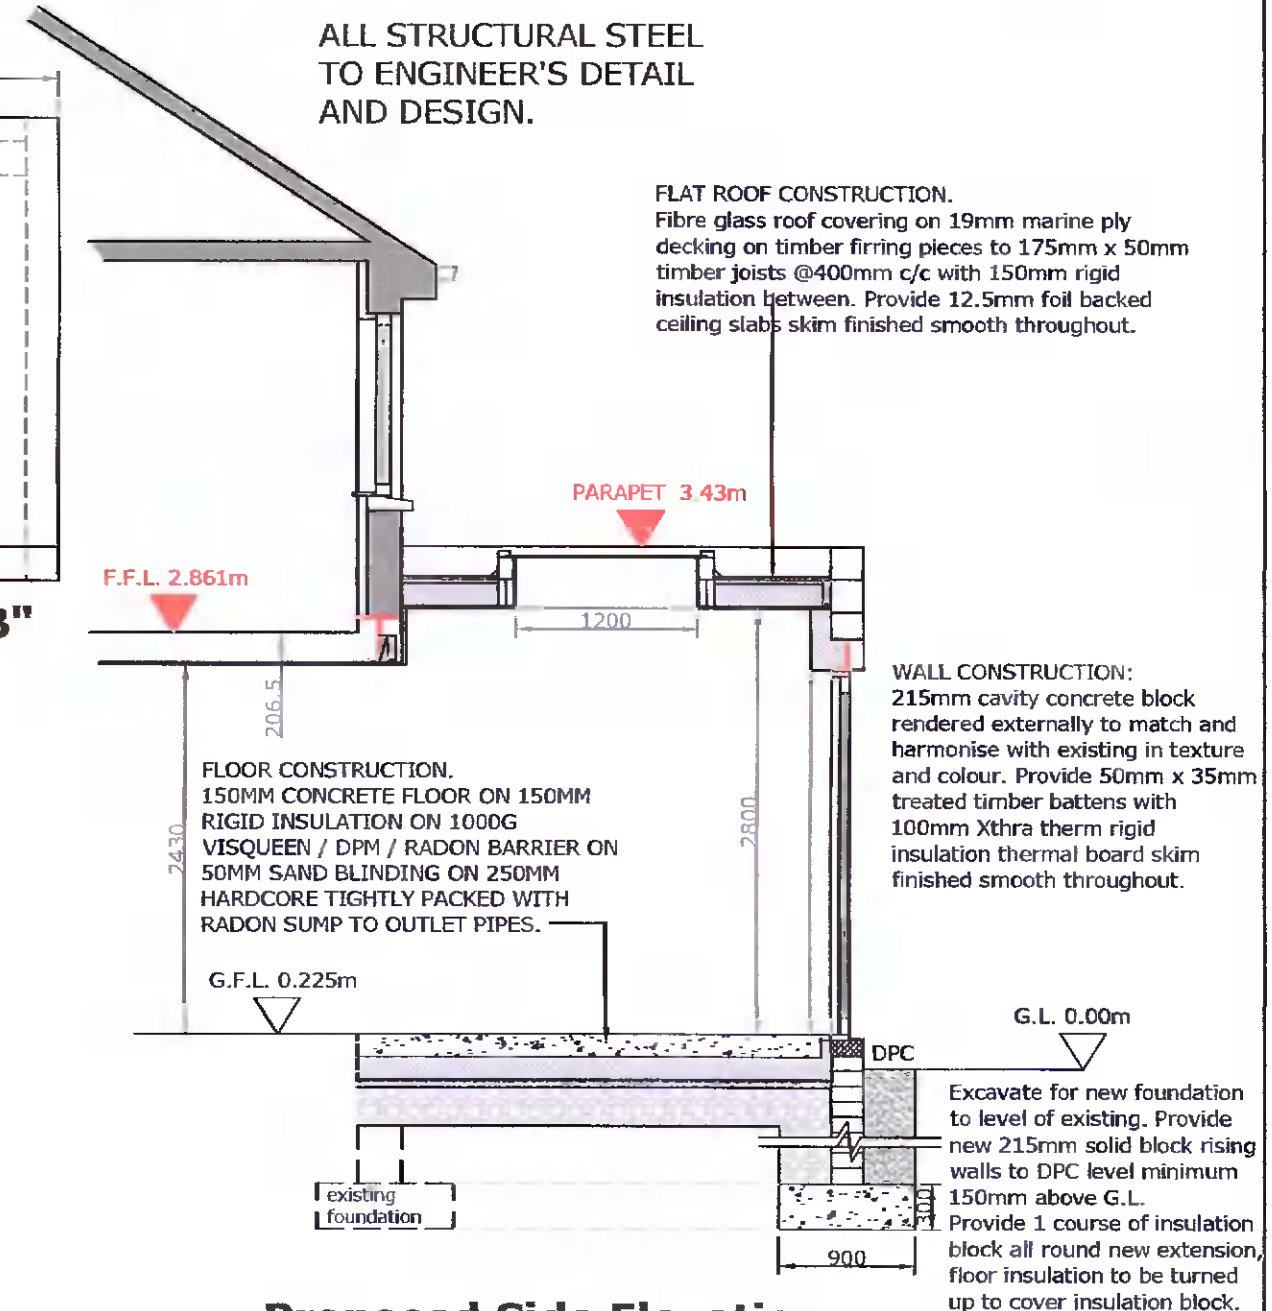 ALL STRUCTURAL STEEL
TO ENGINEER'S DETAIL
AND DESIGN.
FLAT ROOF CONSTRUCTION.
Fibre glass roof covering on 19mm marine ply
decking on timber firring pieces to 175mm x 50mm
timber joists @400mm c/c with 150mm rigid
insulation between. Provide 12.5mm foil backed
ceiling slabs skim finished smooth throughout.
PARAPET 3.43m
F.F.L. 2.861m
B"
1200
206.5
2430
2800
WALL CONSTRUCTION:
215mm cavity concrete block
rendered externally to match and
harmonise with existing in texture
and colour. Provide 50mm x 35mm
treated timber battens with
100mm Xthra therm rigid
insulation thermal board skim
finished smooth throughout.
FLOOR CONSTRUCTION.
150MM CONCRETE FLOOR ON 150MM
RIGID INSULATION ON 1000G
VISQUEEN / DPM / RADON BARRIER ON
50MM SAND BLINDING ON 250MM
HARDCORE TIGHTLY PACKED WITH
RADON SUMP TO OUTLET PIPES.
G.F.L. 0.225m
G.L. 0.00m
DPC
Excavate for new foundation
to level of existing. Provide
new 215mm solid block rising
walls to DPC level minimum
150mm above G.L.
Provide 1 course of insulation
block all round new extension,
floor insulation to be turned
up to cover insulation block.
existing
foundation
300
900
Proposed Side